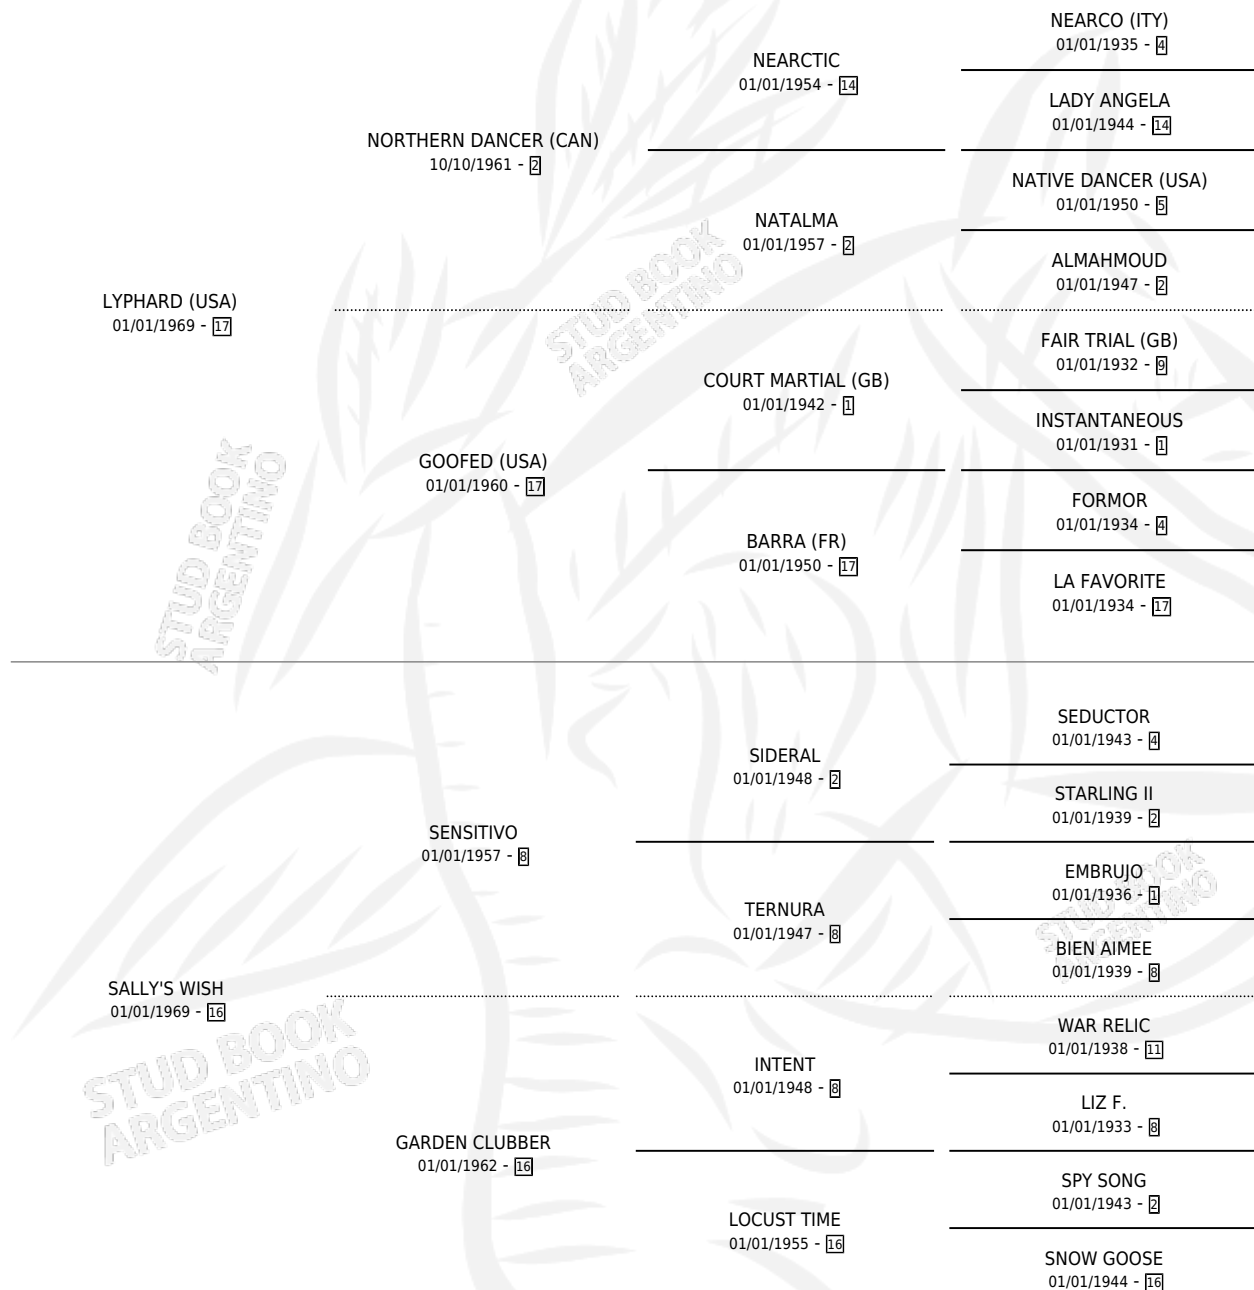 NEARCO (ITY)
01/01/1935 - 4
NEARCTIC
01/01/1954 - 14
LADY ANGELA
01/01/1944 - 14
NORTHERN DANCER (CAN)
10/10/1961 - 2
NATIVE DANCER (USA)
01/01/1950 - 5
NATALMA
01/01/1957 - 2
ALMAHMOUD
01/01/1947 - 2
LYPHARD (USA)
01/01/1969 - 17
STUD BOOK
ARGENTINO
FAIR TRIAL (GB)
01/01/1932 - 9
COURT MARTIAL (GB)
01/01/1942 - 1
INSTANTANEOUS
01/01/1931 - 1
GOOFED (USA)
01/01/1960 - 17
FORMOR
01/01/1934 - 4
BARRA (FR)
01/01/1950 - 17
LA FAVORITE
01/01/1934 - 17
STUD BOOK
ARGENTINO
SEDUCTOR
01/01/1943 - 4
SIDERAL
01/01/1948 - 2
STARLING II
01/01/1939 - 2
SENSITIVO
01/01/1957 - 8
EMBRUJO
01/01/1936 - 1
TERNURA
01/01/1947 - 8
STUD BOOK
ARGENTINO
BIEN AIMEE
01/01/1939 - 8
SALLY'S WISH
01/01/1969 - 16
STUD BOOK
ARGENTINO
WAR RELIC
01/01/1938 - 11
INTENT
01/01/1948 - 8
LIZ F.
01/01/1933 - 8
GARDEN CLUBBER
01/01/1962 - 16
SPY SONG
01/01/1943 - 2
LOCUST TIME
01/01/1955 - 16
SNOW GOOSE
01/01/1944 - 16